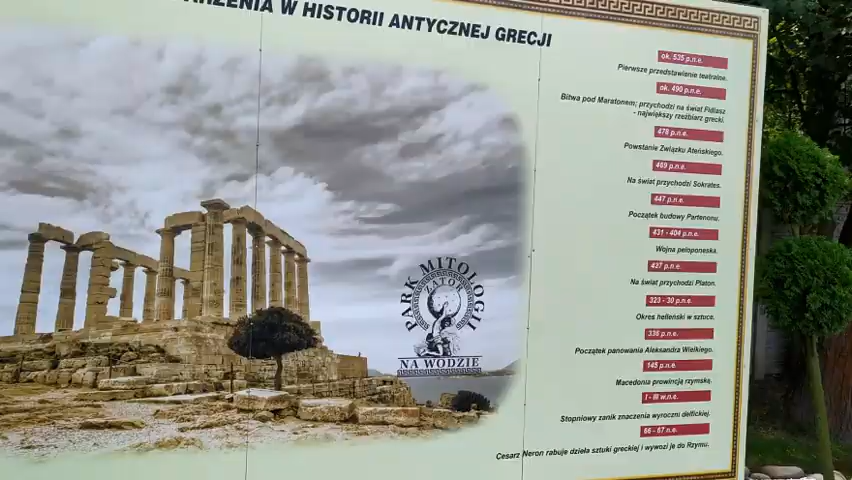 W HISTORII ANTYCZNEJ GRECJI
ok. 535 p.n.e.
Pierwsze przedstawienie teatralne.
ok. 490 p.n.e.
Bitwa pod Maratonem; przychodzi na świat Fidiasz
- największy rzeźbiarz grecki.
478 p.n.e.
Powstanie Związku Ateńskiego.
469 p.n.e.
Na świat przychodzi Sokrates.
447 p.n.e.
Początek budowy Partenonu.
431 - 404 p.n.e.
Wojna peloponeska.
427 p.n.e.
Na świat przychodzi Platon.
323 - 30 p.n.e.
Okres helleński w sztuce.
336 p.n.e.
Początek panowania Aleksandra Wielkiego.
145 p.n.e.
Macedonia prowincją rzymską.
I - III w.n.e.
Stopniowy zanik znaczenia wyroczni delfickiej.
66 - 67 n.e.
Cesarz Neron rabuje dzieła sztuki greckiej i wywozi je do Rzymu.
PARK MITOLOGII
ZATOR
NA WODZIE